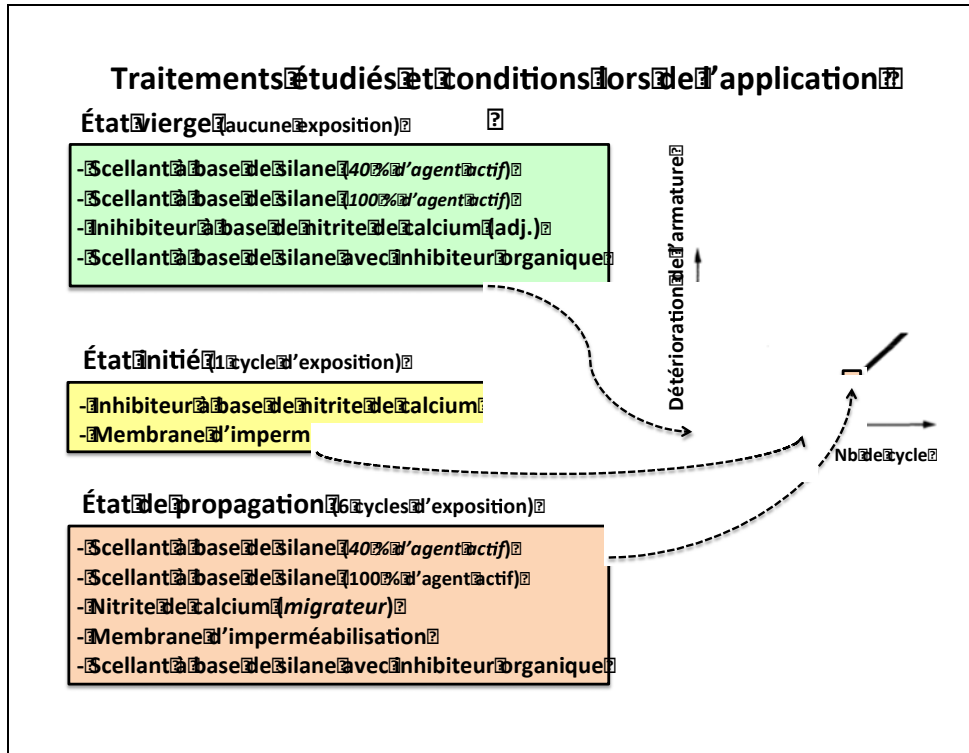 Traitements étudiés et conditions lors de l'application
État vierge (aucune exposition)
- Scellant à base de silane (40 % d'agent actif)
- Scellant à base de silane (100 % d'agent actif)
- Inihibiteur à base de nitrite de calcium (adj.)
- Scellant à base de silane avec inhibiteur organique
État initié (1 cycle d'exposition)
- Inhibiteur à base de nitrite de calcium
- Membrane d'imperm
État de propagation (6 cycles d'exposition)
- Scellant à base de silane (40 % d'agent actif)
- Scellant à base de silane (100 % d'agent actif)
- Nitrite de calcium (migrateur)
- Membrane d'imperméabilisation
- Scellant à base de silane avec inhibiteur organique
Détérioration de l'armature
Nb de cycle